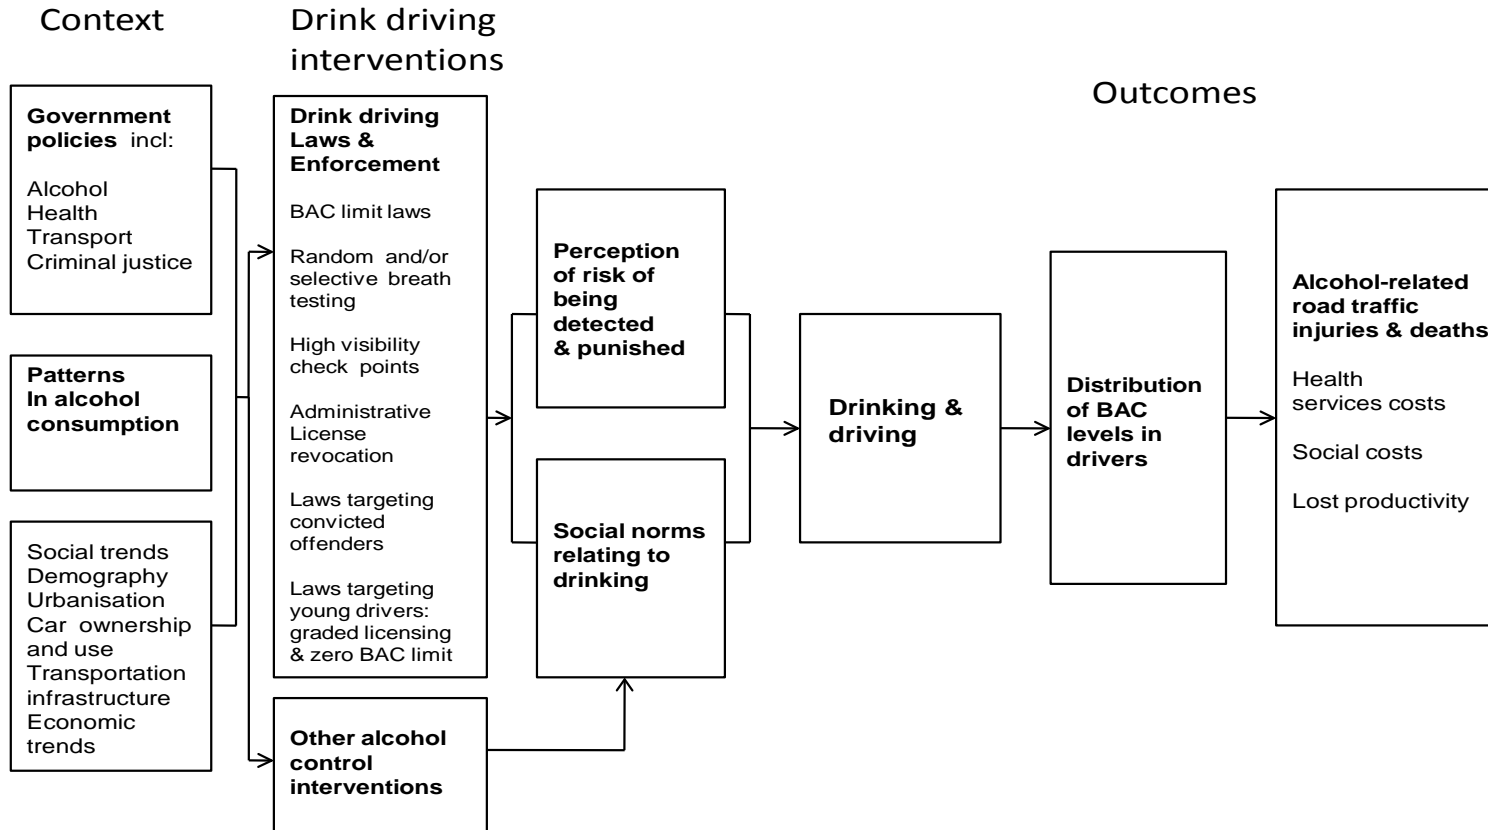 Context
Drink driving
interventions
Outcomes
Government
policies incl:
Alcohol
Health
Transport
Criminal justice
Patterns
In alcohol
consumption
Social trends
Demography
Urbanisation
Car ownership
and use
Transportation
infrastructure
Economic
trends
Drink driving
Laws &
Enforcement
BAC limit laws
Random and/or
selective breath
testing
High visibility
check points
Administrative
License
revocation
Laws targeting
convicted
offenders
Laws targeting
young drivers:
graded licensing
& zero BAC limit
Other alcohol
control
interventions
Perception
of risk of
being
detected
& punished
Social norms
relating to
drinking
Drinking &
driving
Distribution
of BAC
levels in
drivers
Alcohol-related
road traffic
injuries & deaths
Health
services costs
Social costs
Lost productivity